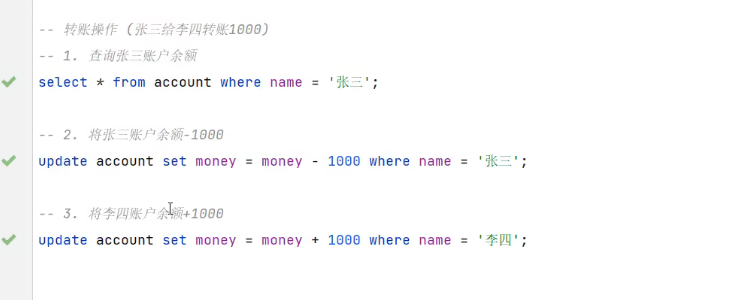 -- 转账操作 (张三给李四转账1000)
-- 1. 查询张三账户余额
select * from account where name = '张三';
-- 2. 将张三账户余额-1000
update account set money = money - 1000 where name = '张三';
-- 3. 将李四账户余额+1000
update account set money = money + 1000 where name = '李四';